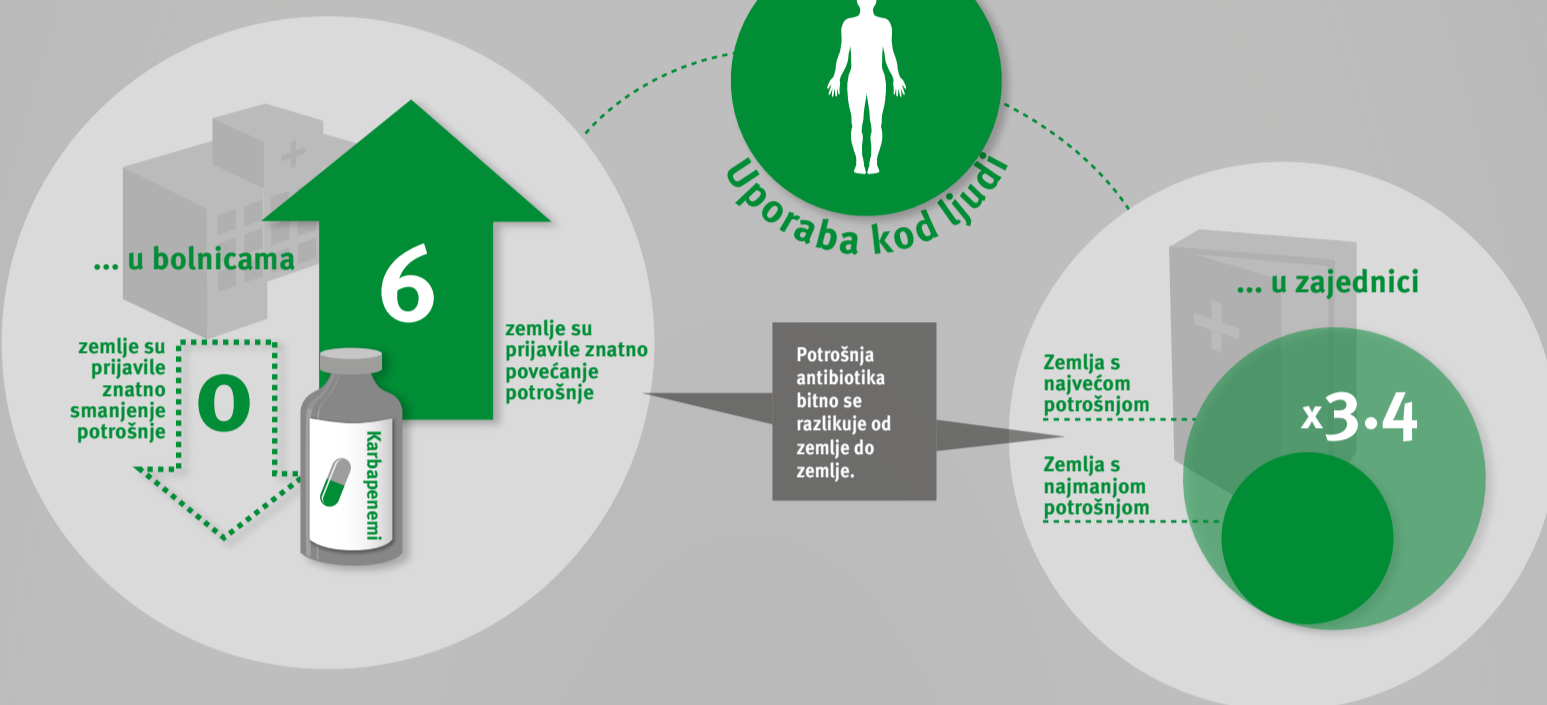 Uporaba kod ljudi
... u bolnicama
6
zemlje su
prijavile znatno
povećanje
potrošnje
zemlje su
prijavile
znatno
smanjenje
potrošnje
0
Karbapenemi
Potrošnja
antibiotika
bitno se
razlikuje od
zemlje do
zemlje.
... u zajednici
Zemlja s
najvećom
potrošnjom
x3.4
Zemlja s
najmanjom
potrošnjom